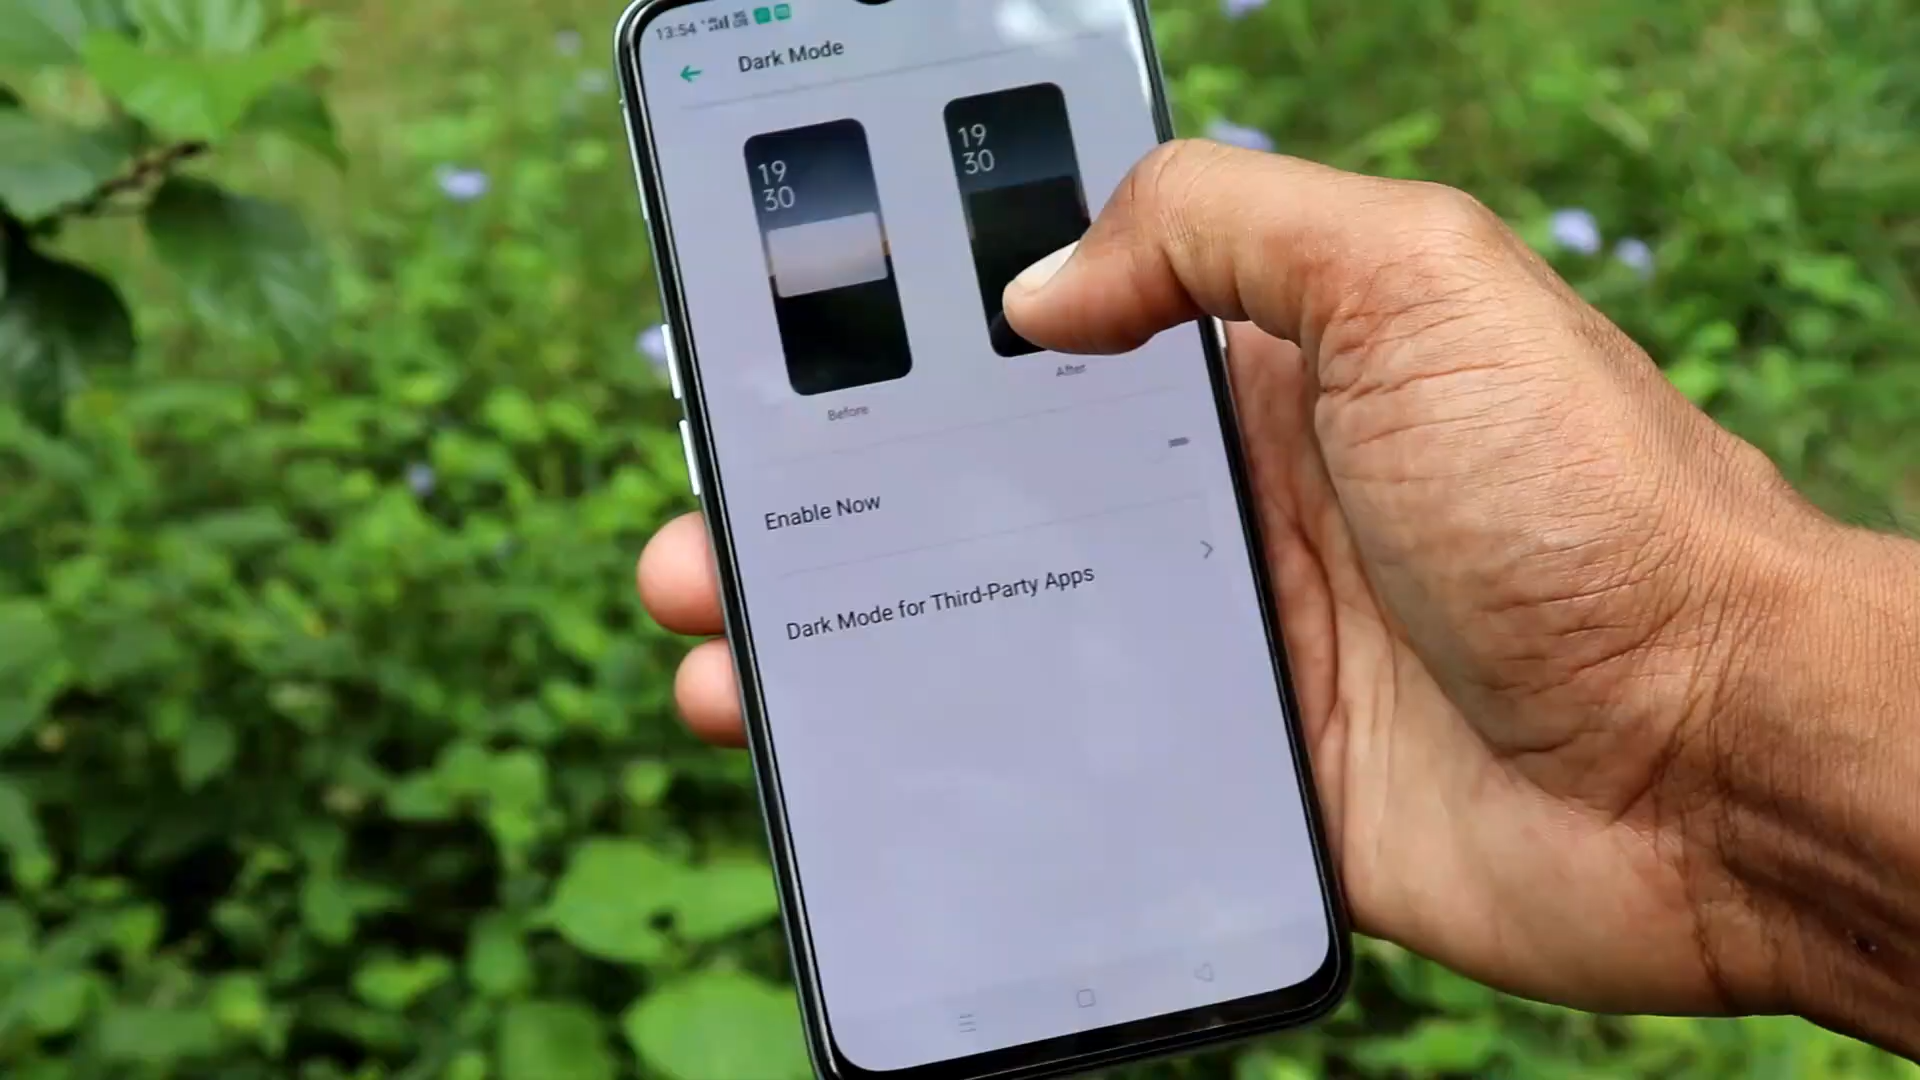 13:54
Dark Mode
19
30
19
30
Before
After
Enable Now
Dark Mode for Third-Party Apps